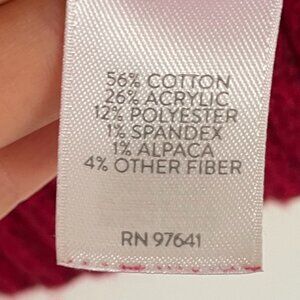 56% COTTON
26% ACRYLIC
12% POLYESTER
1% SPANDEX
1% ALPACA
4% OTHER FIBER
RN 97641